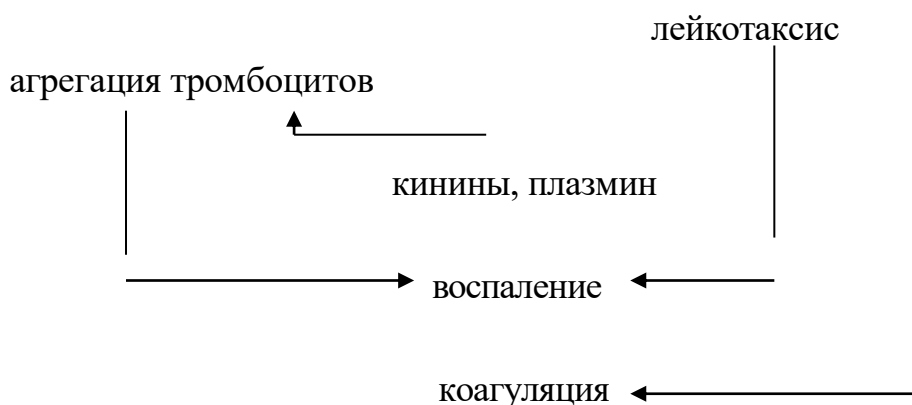 лейкотаксис
агрегация тромбоцитов
кинины, плазмин
воспаление
коагуляция